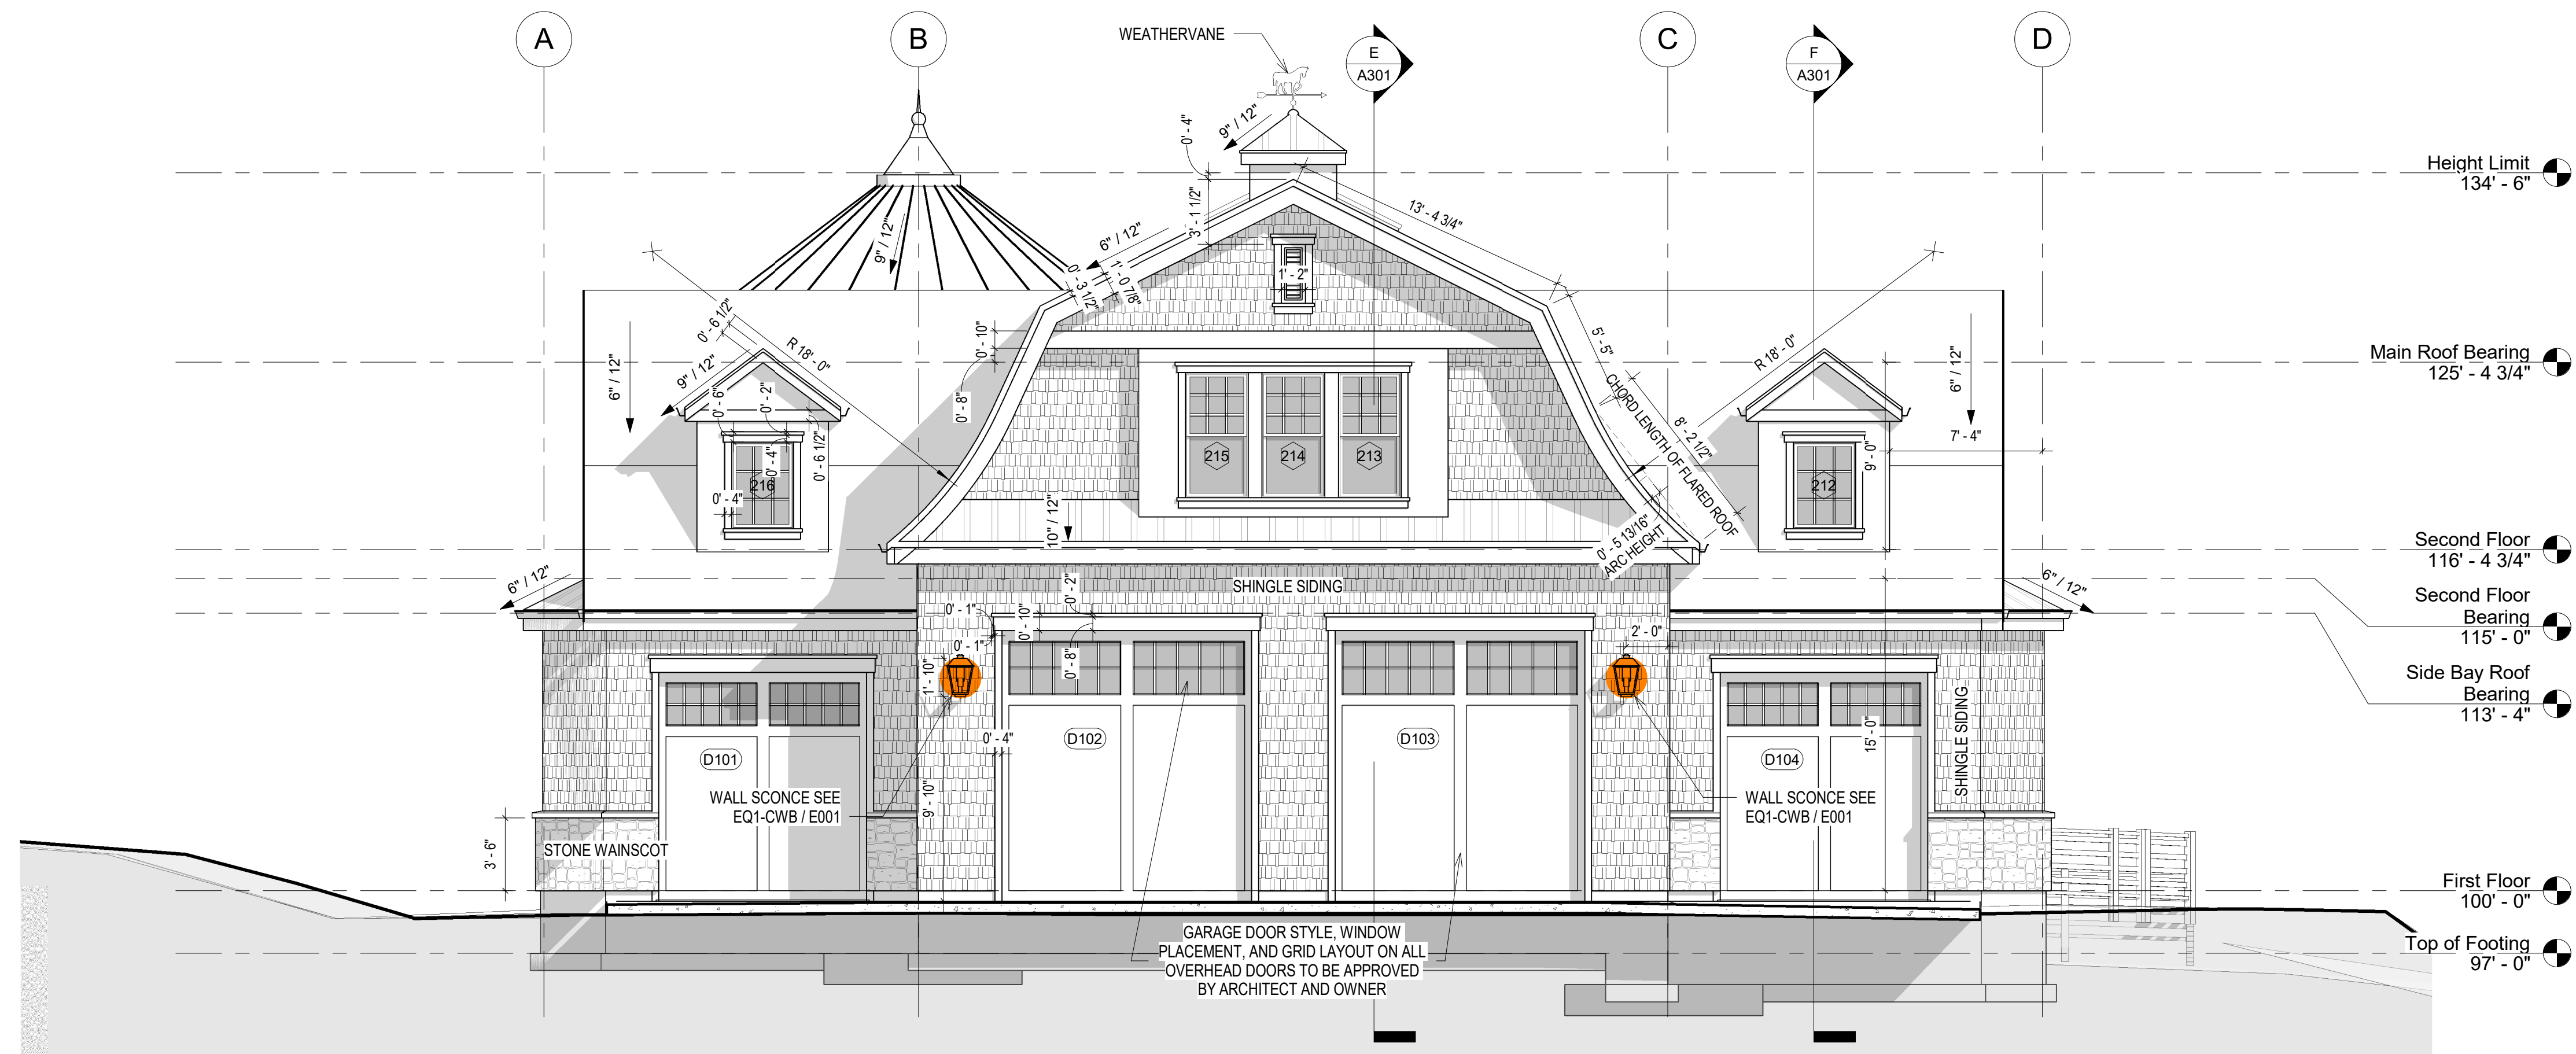 A
B
C
D
WEATHERVANE
E
A301
F
A301
9" / 12"
0' - 4"
3' - 1 1/2"
13' - 4 3/4"
Height Limit
134' - 6"
9" / 12"
6" / 12"
0' - 3 1/2"
1' - 0 7/8"
1' - 2"
0' - 6 1/2"
R 18' - 0"
9" / 12"
6" / 12"
0' - 10"
0' - 8"
5' - 5"
R 18' - 0"
6" / 12"
7' - 4"
Main Roof Bearing
125' - 4 3/4"
0' - 6"
0' - 2"
0' - 4"
0' - 6 1/2"
0' - 4"
216
215
214
213
212
9' - 0"
CHORD LENGTH OF FLARED ROOF
8' - 2 1/2"
0' - 5 13/16"
ARC HEIGHT
10" / 12"
Second Floor
116' - 4 3/4"
6" / 12"
SHINGLE SIDING
6" / 12"
Second Floor
Bearing
115' - 0"
0' - 1"
0' - 10"
0' - 2"
0' - 1"
0' - 8"
1' - 10"
2' - 0"
Side Bay Roof
Bearing
113' - 4"
SHINGLE SIDING
0' - 4"
D101
D102
D103
D104
15' - 0"
9' - 10"
WALL SCONCE SEE
EQ1-CWB / E001
WALL SCONCE SEE
EQ1-CWB / E001
3' - 6"
STONE WAINSCOT
First Floor
100' - 0"
GARAGE DOOR STYLE, WINDOW
PLACEMENT, AND GRID LAYOUT ON ALL
OVERHEAD DOORS TO BE APPROVED
BY ARCHITECT AND OWNER
Top of Footing
97' - 0"